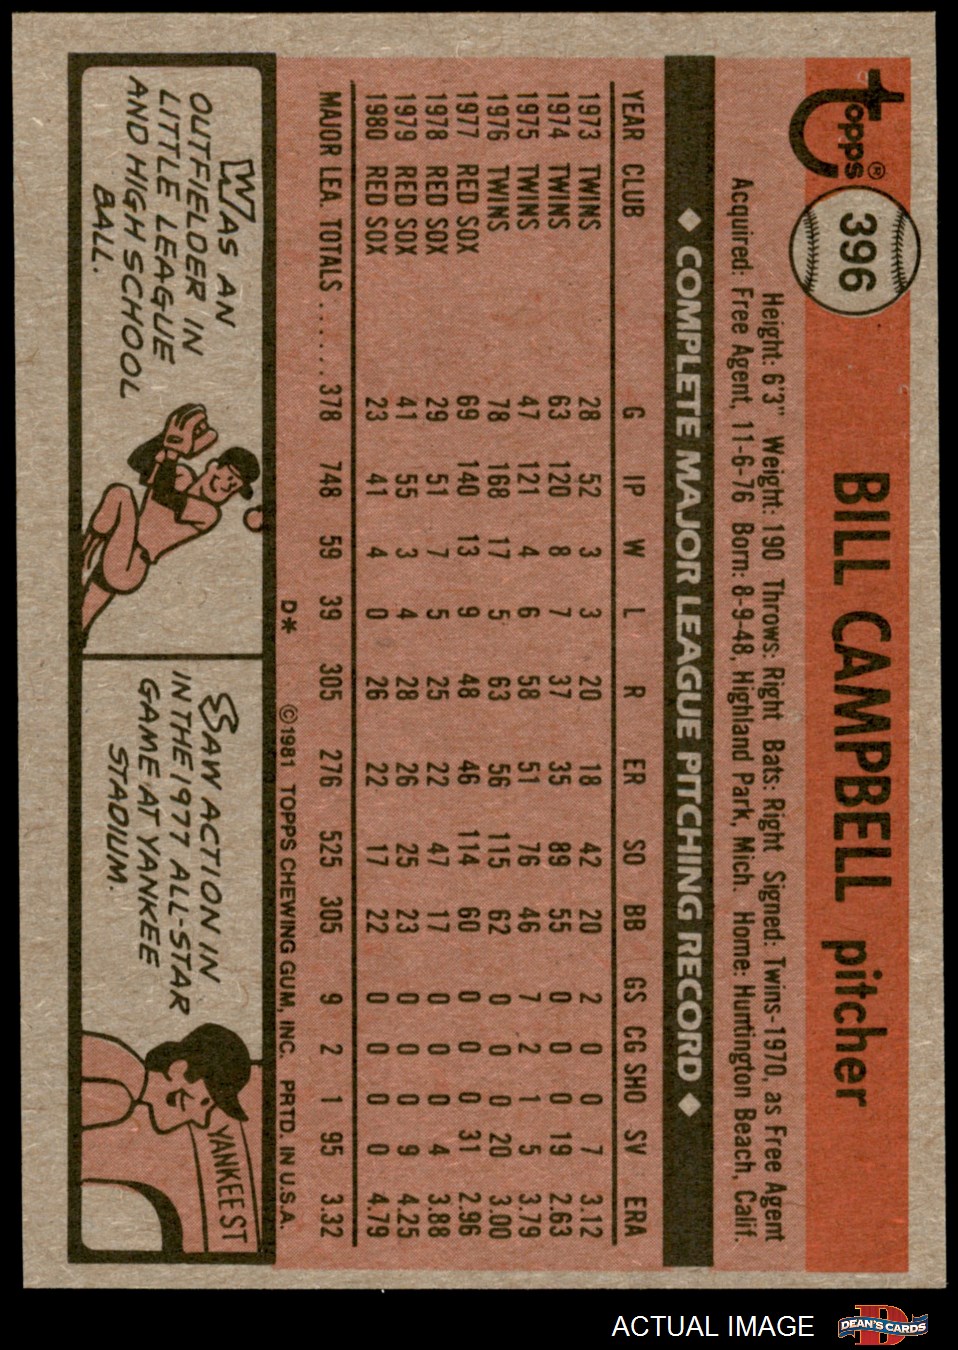 topps®
396
BILL CAMPBELL pitcher
Height: 6'3" Weight: 190 Throws: Right Bats: Right Signed: Twins-1970, as Free Agent
Acquired: Free Agent, 11-6-76 Born: 8-9-48, Highland Park, Mich. Home: Huntington Beach, Calif.
◆ COMPLETE MAJOR LEAGUE PITCHING RECORD ◆
YEAR CLUB G IP W L R ER SO BB GS CG SHO SV ERA
1973 TWINS 28 52 3 3 20 18 42 20 2 0 0 7 3.12
1974 TWINS 63 120 8 7 37 35 89 55 0 0 0 19 2.63
1975 TWINS 47 121 4 6 58 51 76 46 7 2 1 5 3.79
1976 TWINS 78 168 17 5 63 56 115 62 0 0 0 20 3.00
1977 RED SOX 69 140 13 9 48 46 114 60 0 0 0 31 2.96
1978 RED SOX 29 51 7 5 25 22 47 17 0 0 0 4 3.88
1979 RED SOX 41 55 3 4 28 26 25 23 0 0 0 9 4.25
1980 RED SOX 23 41 4 0 26 22 17 22 0 0 0 0 4.79
MAJOR LEA. TOTALS ...... 378 748 59 39 305 276 525 305 9 2 1 95 3.32
D* ©1981 TOPPS CHEWING GUM, INC. PRTD. IN U.S.A.
WAS AN
OUTFIELDER IN
LITTLE LEAGUE
AND HIGH SCHOOL
BALL.
SAW ACTION IN
IN THE 1977 ALL-STAR
GAME AT YANKEE
STADIUM.
YANKEE ST
ACTUAL IMAGE
DEAN'S CARDS